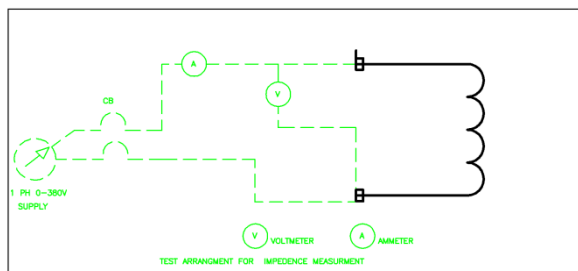 A
V
CB
1 PH 0-380V
SUPPLY
V VOLTMETER
A AMMETER
TEST ARRANGMENT FOR IMPEDENCE MEASURMENT